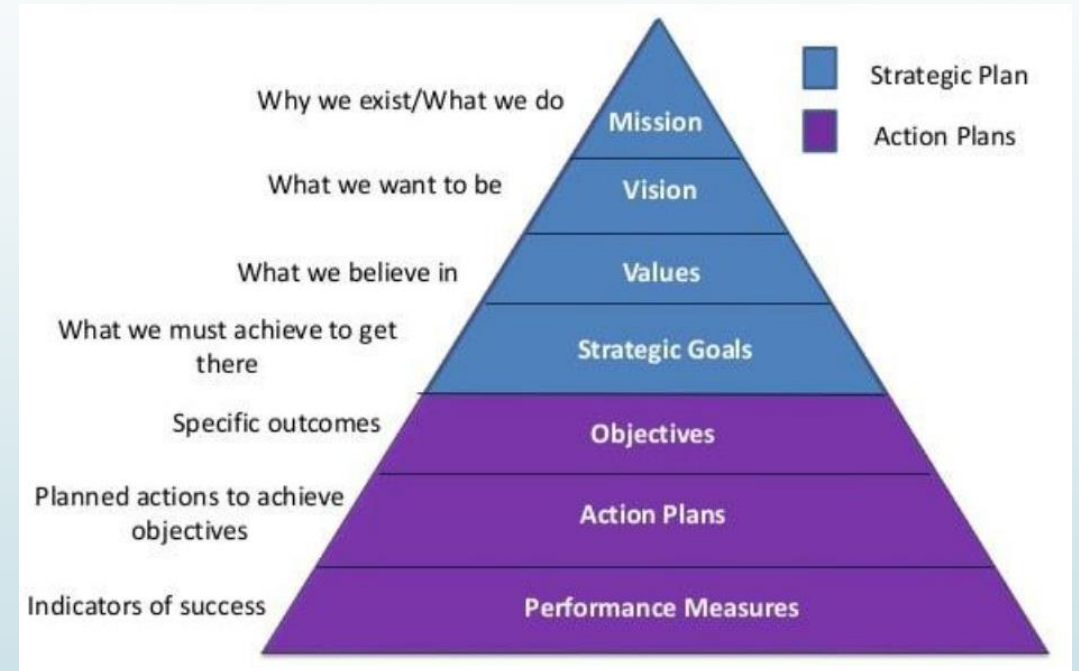 Why we exist/What we do
Mission
Strategic Plan
Action Plans
What we want to be
Vision
What we believe in
Values
What we must achieve to get
there
Strategic Goals
Specific outcomes
Objectives
Planned actions to achieve
objectives
Action Plans
Indicators of success
Performance Measures